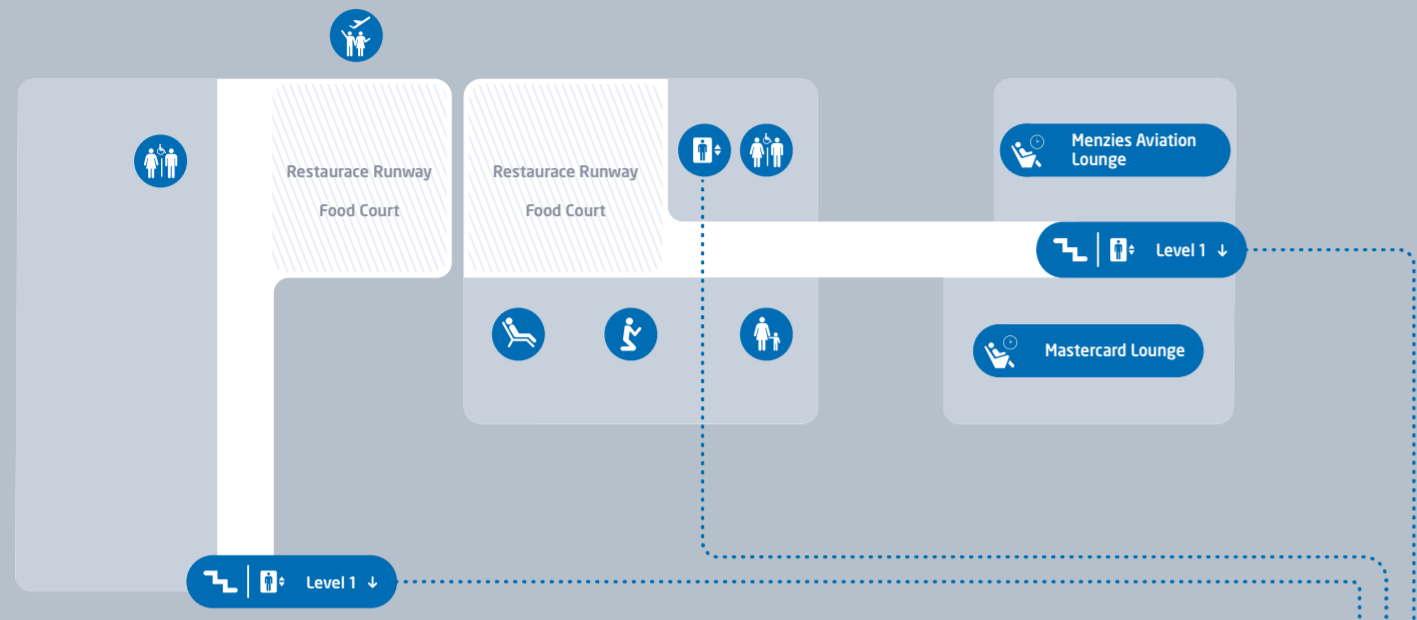 Restaurace Runway
Food Court
Restaurace Runway
Food Court
Menzies Aviation
Lounge
Level 1 ↓
Mastercard Lounge
Level 1 ↓